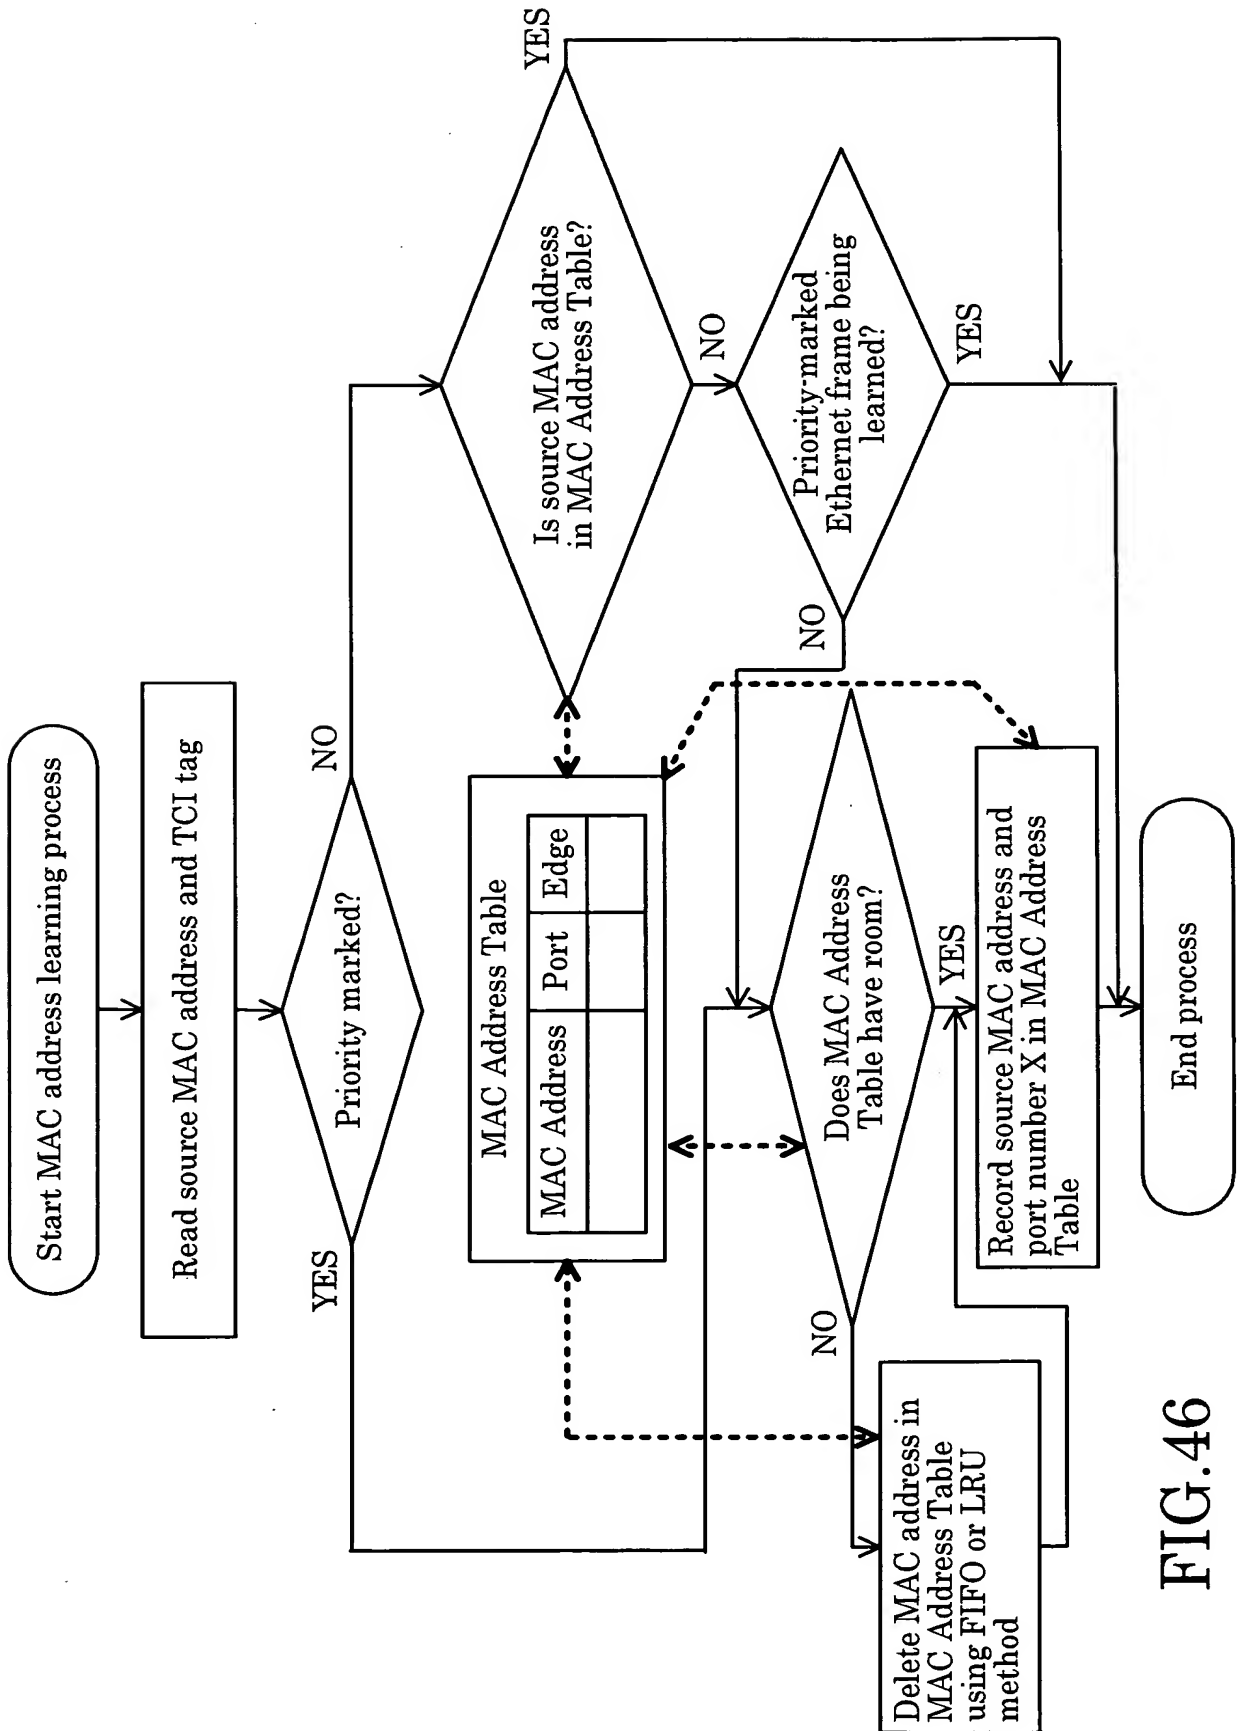 Start MAC address learning process
Read source MAC address and TCI tag
Priority marked?
YES
NO
Is source MAC address
in MAC Address Table?
YES
NO
MAC Address Table
MAC Address
Port
Edge
Priority-marked
Ethernet frame being
learned?
NO
YES
Does MAC Address
Table have room?
NO
YES
Delete MAC address in
MAC Address Table
using FIFO or LRU
method
Record source MAC address and
port number X in MAC Address
Table
End process
FIG.46